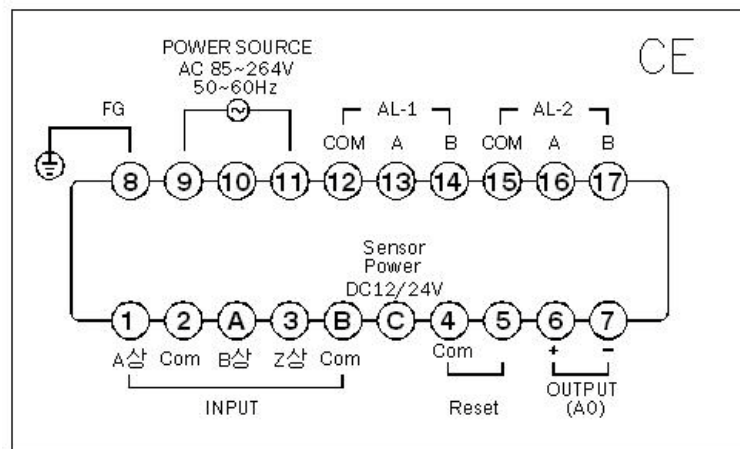 POWER SOURCE
AC 85~264V
50~60Hz
CE
FG
AL-1
AL-2
COM A B COM A B
8 9 10 11 12 13 14 15 16 17
Sensor
Power
DC12/24V
1 2 A 3 B C 4 5 6 7
A상 Com B상 Z상 Com Com + -
INPUT
Reset
OUTPUT
(AO)